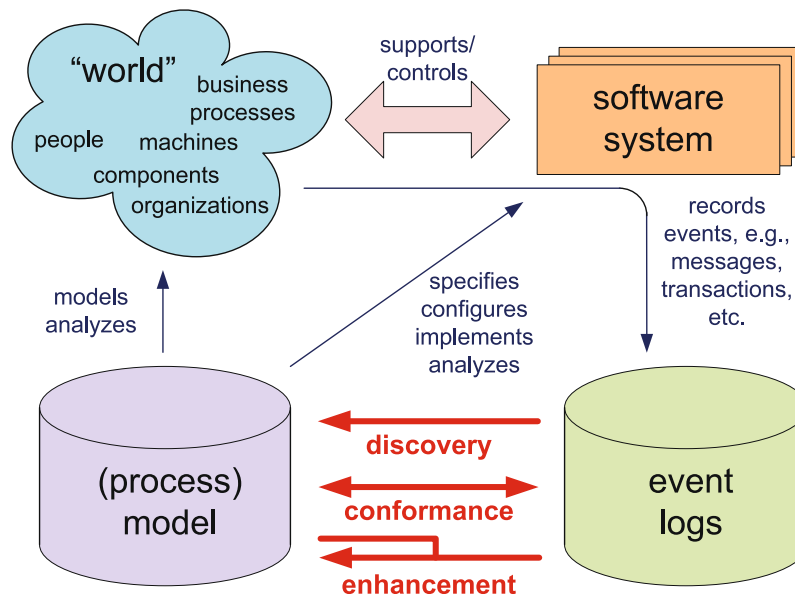 “world”
business
processes
people
machines
components
organizations
supports/
controls
software
system
records
events, e.g.,
messages,
transactions,
etc.
models
analyzes
specifies
configures
implements
analyzes
(process)
model
discovery
conformance
enhancement
event
logs